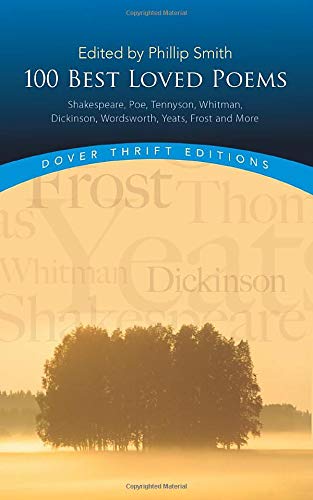 Edited by Phillip Smith
100 BEST LOVED POEMS
Shakespeare, Poe, Tennyson, Whitman,
Dickinson, Wordsworth, Yeats, Frost and More
DOVER THRIFT EDITIONS
Frost Thom
as Yeats
Whitman
Dickinson
Shakespeare